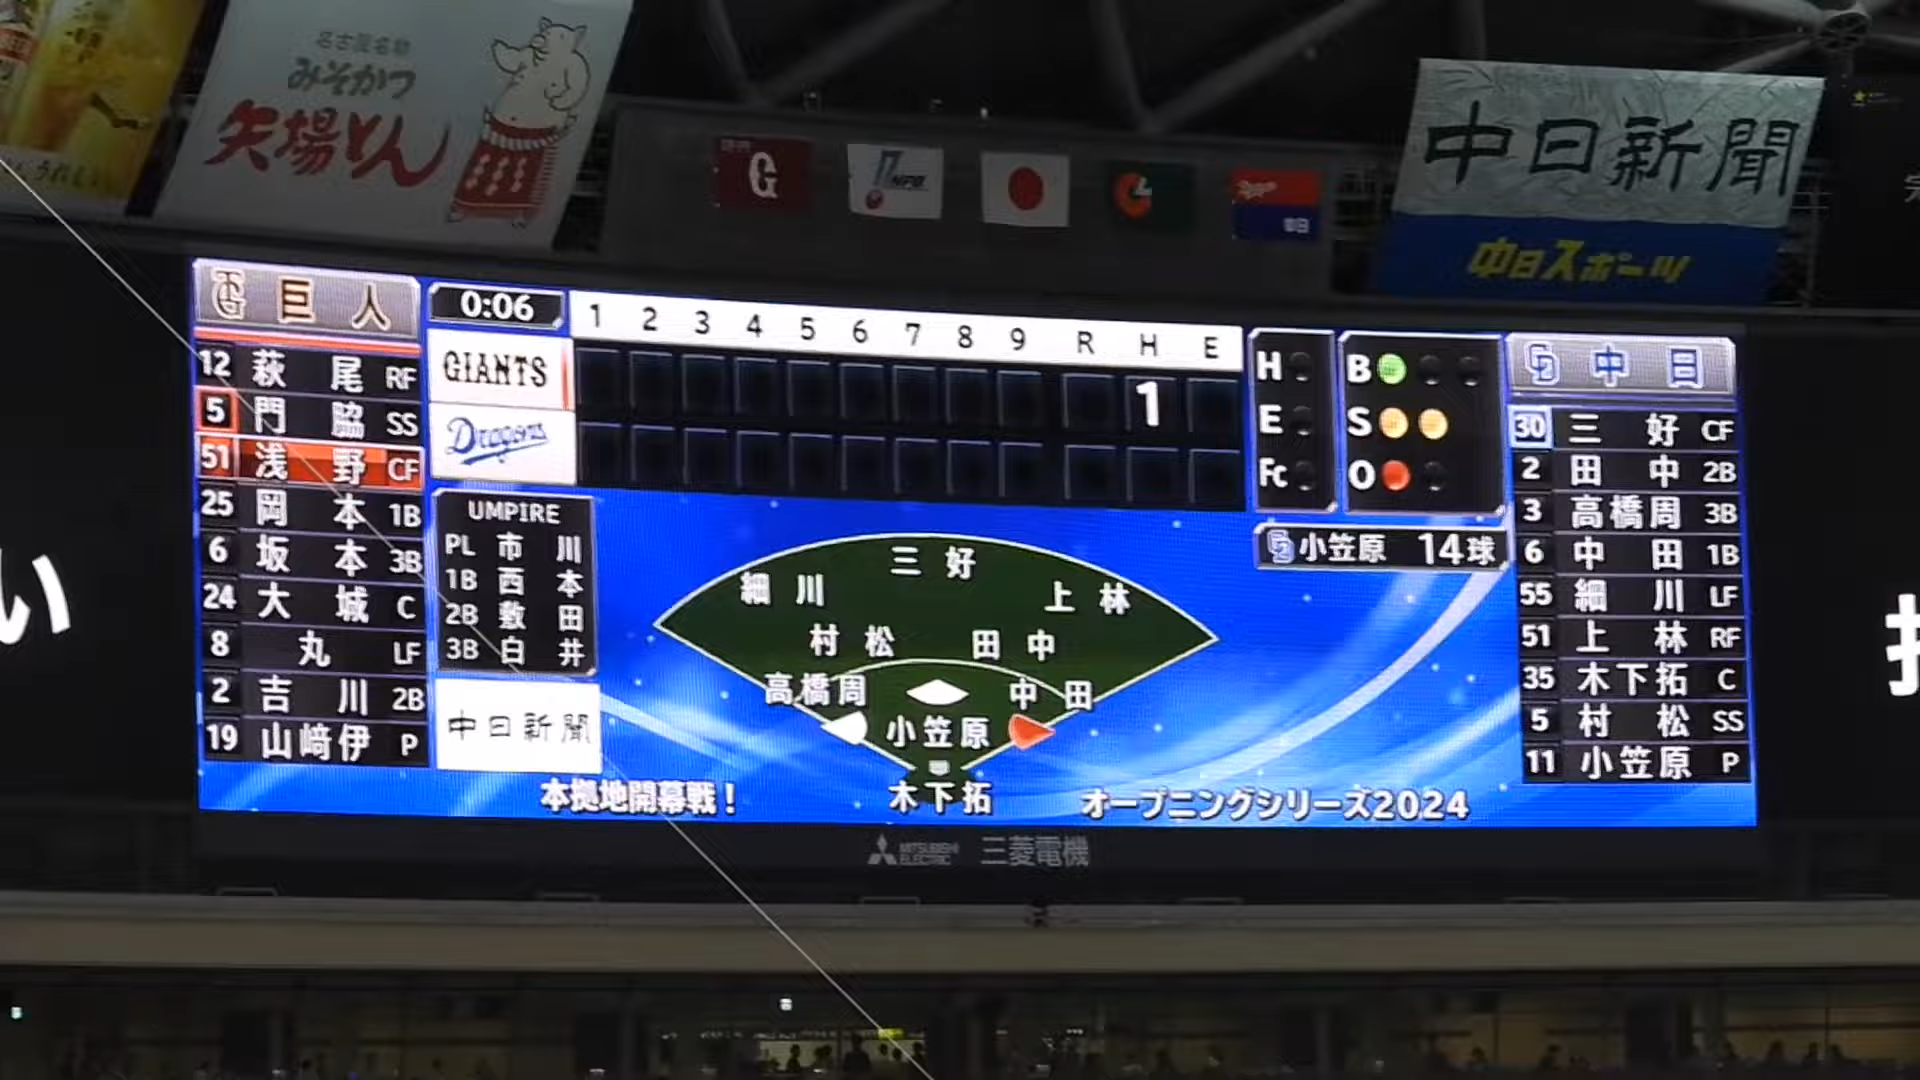 名古屋名物
みそかつ
矢場とん
うれし
G
NPB
中日
中日新聞
中日スポーツ
い
巨人
12 萩尾 RF
5 門脇 SS
51 浅野 CF
25 岡本 1B
6 坂本 3B
24 大城 C
8 丸 LF
2 吉川 2B
19 山﨑伊 P
0:06
1 2 3 4 5 6 7 8 9 R H E
GIANTS 1
Dragons
H
E
Fc
B
S
O
小笠原 14球
UMPIRE
PL 市川
1B 西本
2B 敷田
3B 白井
中日新聞
三好
細川 上林
村松 田中
高橋周 中田
小笠原
木下拓
本拠地開幕戦！
オープニングシリーズ2024
中日
30 三好 CF
2 田中 2B
3 高橋周 3B
6 中田 1B
55 細川 LF
51 上林 RF
35 木下拓 C
5 村松 SS
11 小笠原 P
MITSUBISHI ELECTRIC 三菱電機